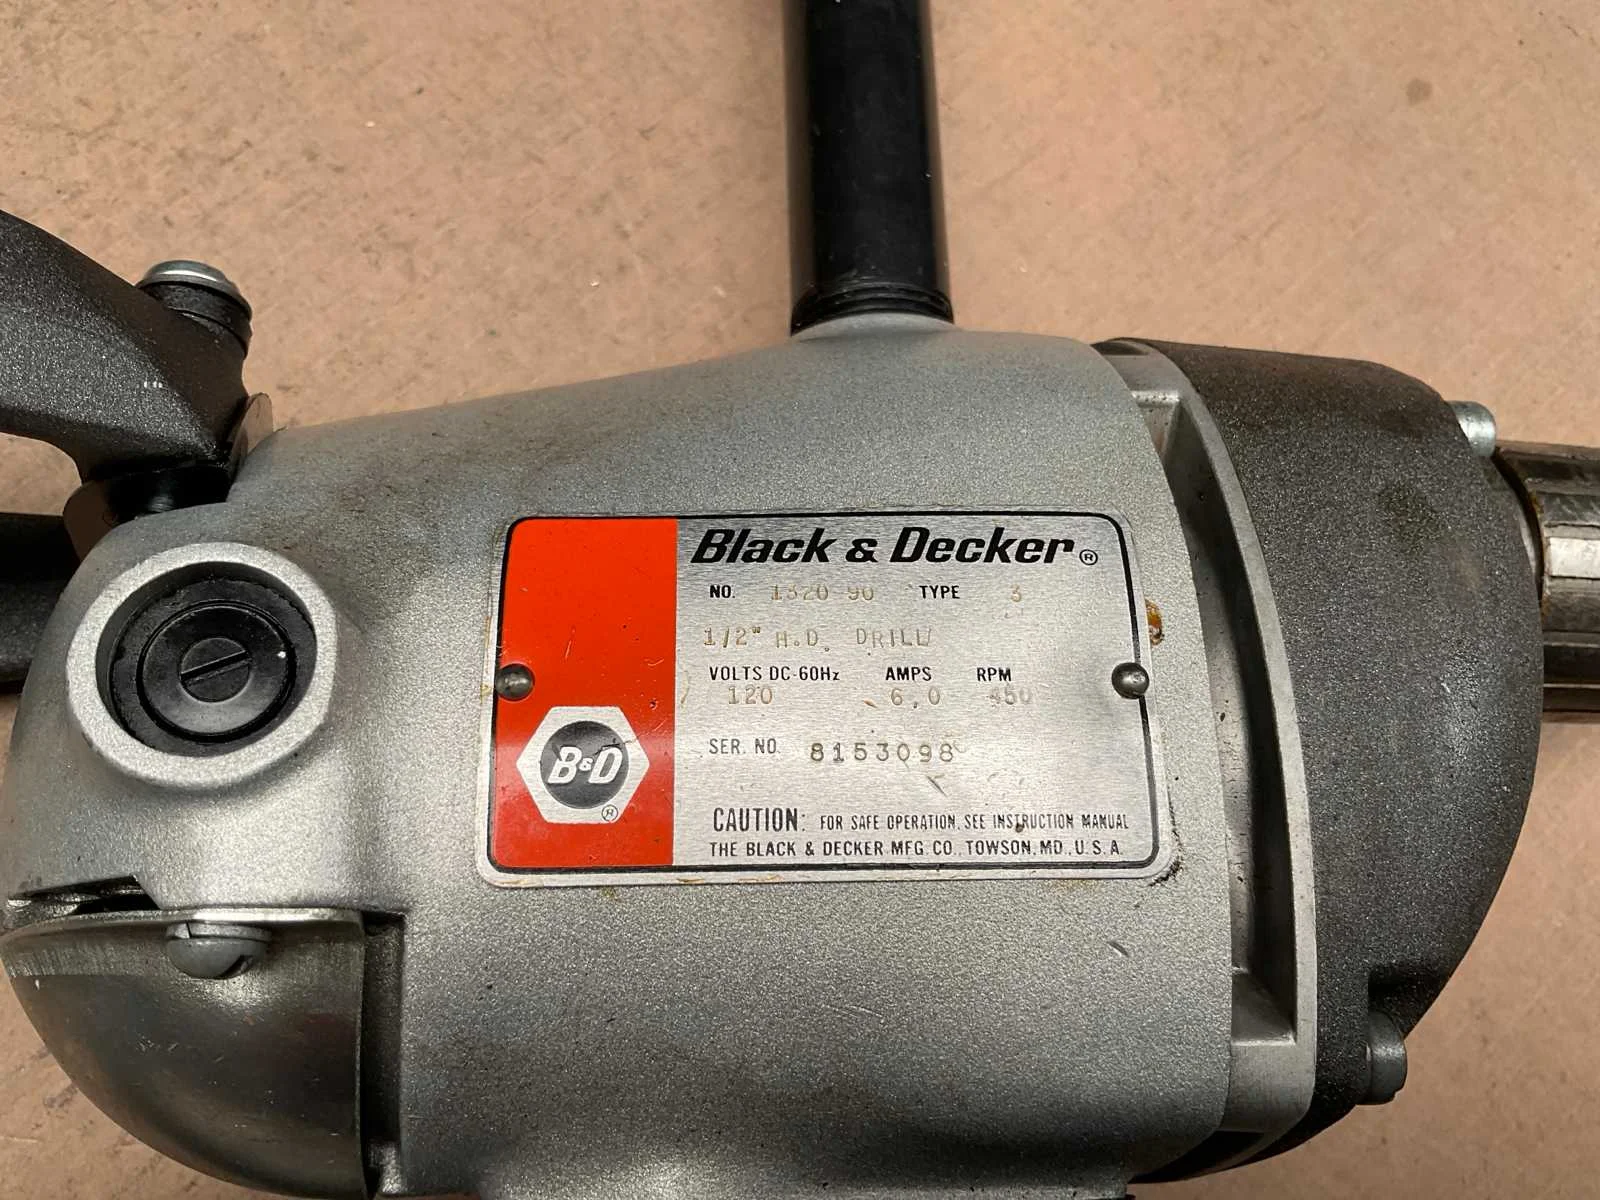 Black & Decker®
NO. 1320 90 TYPE 3
1/2" H.D. DRILL
VOLTS DC-60Hz AMPS RPM
120 6.0 450
SER. NO. 8153098
B&D®
CAUTION: FOR SAFE OPERATION, SEE INSTRUCTION MANUAL
THE BLACK & DECKER MFG CO., TOWSON, MD., U.S.A.